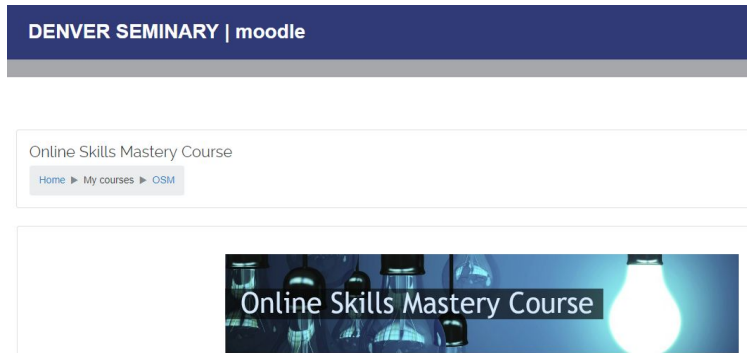 DENVER SEMINARY | moodle
Online Skills Mastery Course
Home ▶ My courses ▶ OSM
Online Skills Mastery Course